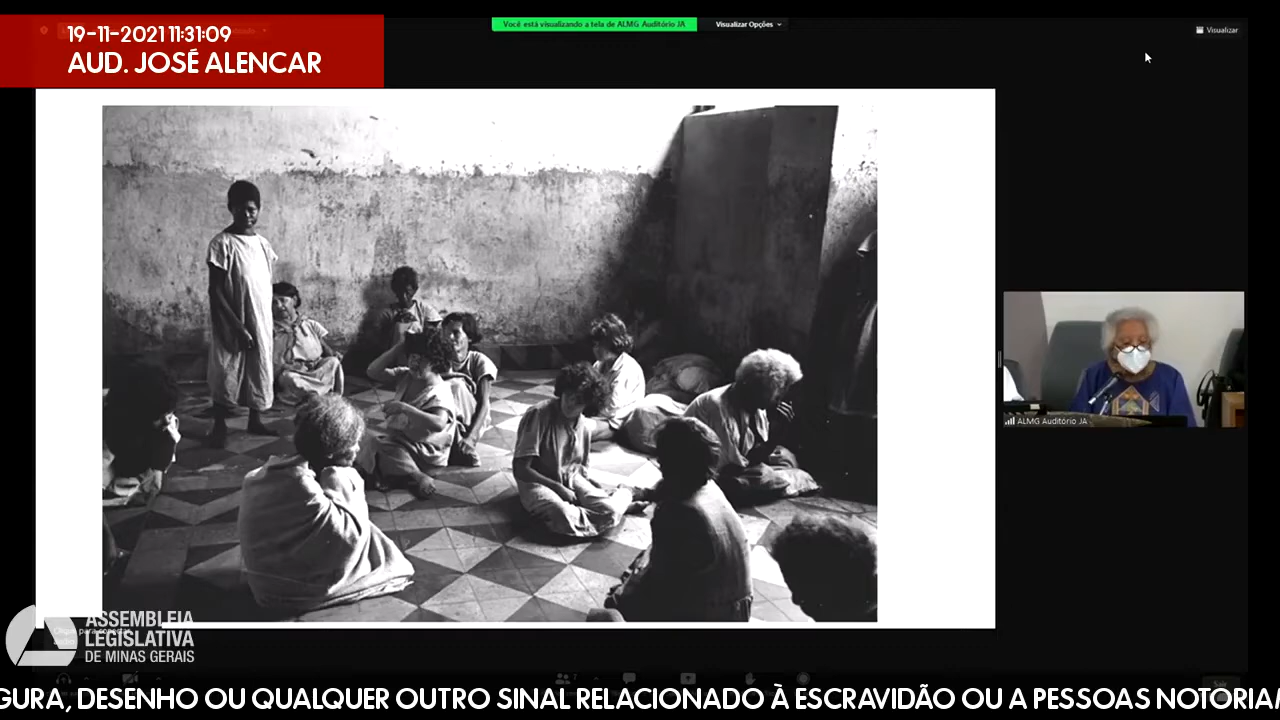 19-11-2021 11:31:09
AUD. JOSÉ ALENCAR
Você está visualizando a tela de ALMG Auditório JA
Visualizar Opções
Visualizar
ALMG Auditório JA
ASSEMBLEIA
LEGISLATIVA
DE MINAS GERAIS
Sair
GURA, DESENHO OU QUALQUER OUTRO SINAL RELACIONADO À ESCRAVIDÃO OU A PESSOAS NOTORIA